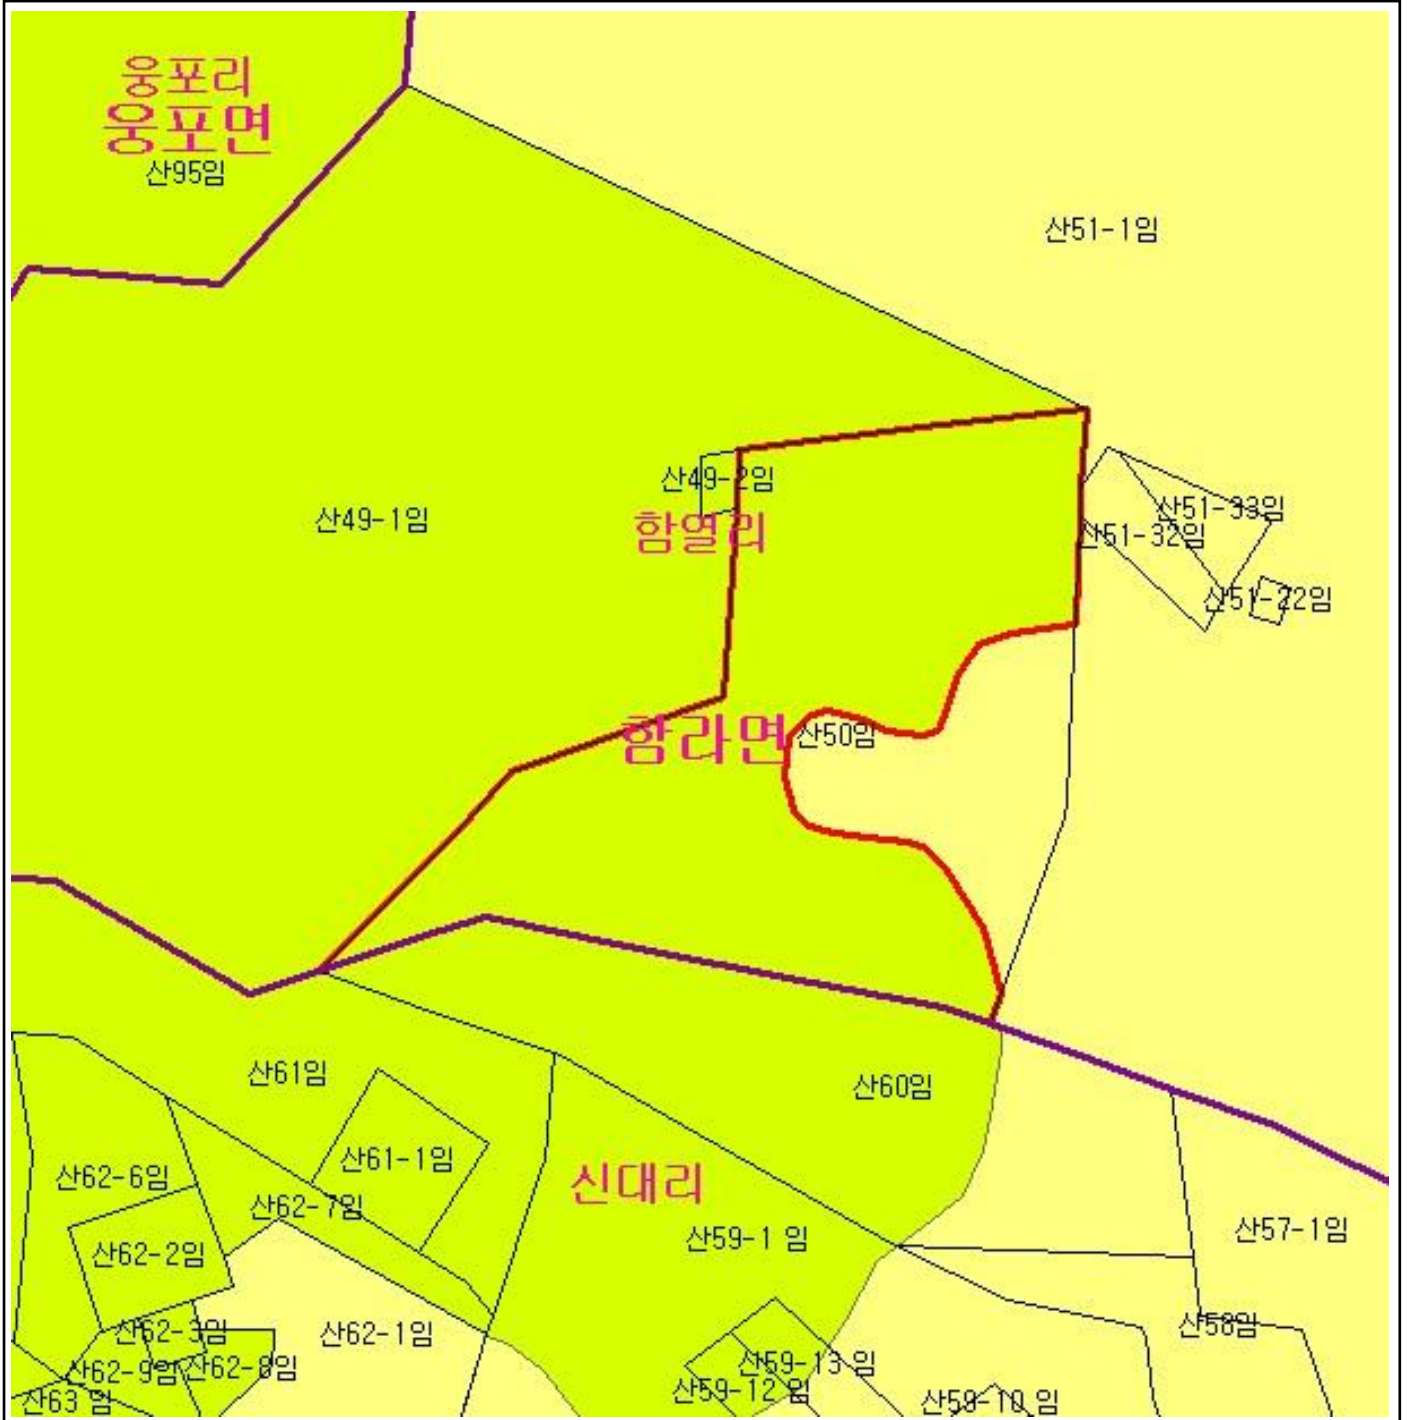 웅포리
웅포면
산95임
산51-1임
산49-2임
산49-1임
함열리
산51-33임
산51-32임
산51-22임
함라면
산50임
산61임
산60임
산61-1임
산62-6임
신대리
산62-7임
산59-1 임
산57-1임
산62-2임
산58임
산62-3임
산62-1임
산59-13 임
산62-9임
산62-8임
산59-12 임
산63 임
산59-10 임